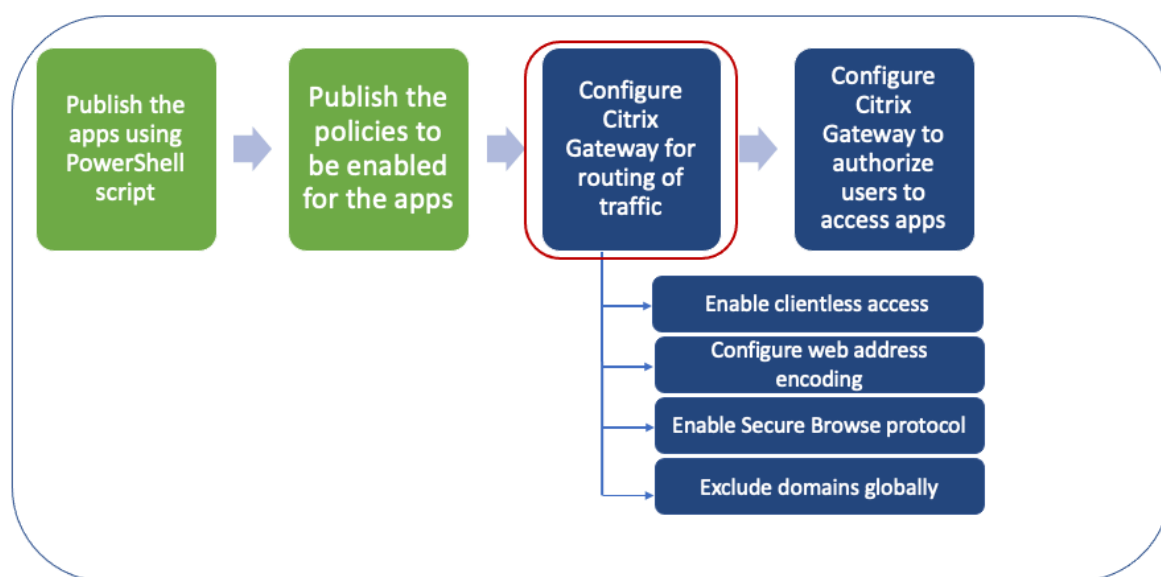 Publish the
apps using
PowerShell
script
Publish the
policies to
be enabled
for the apps
Configure
Citrix
Gateway for
routing of
traffic
Configure
Citrix
Gateway to
authorize
users to
access apps
Enable clientless access
Configure web address
encoding
Enable Secure Browse protocol
Exclude domains globally